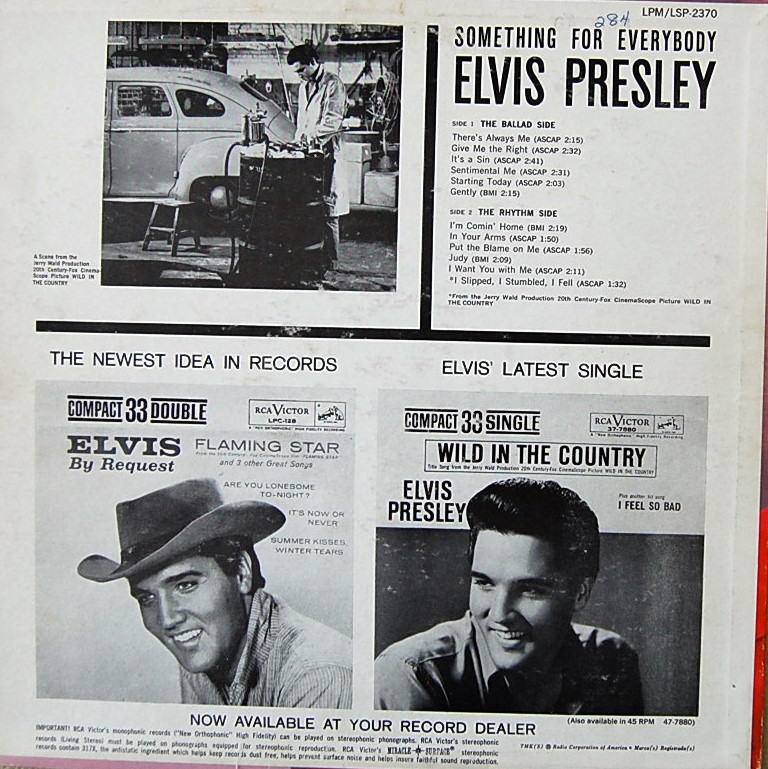 LPM/LSP-2370
284
SOMETHING FOR EVERYBODY
ELVIS PRESLEY
SIDE 1 THE BALLAD SIDE
There's Always Me (ASCAP 2:15)
Give Me the Right (ASCAP 2:32)
It's a Sin (ASCAP 2:41)
Sentimental Me (ASCAP 2:31)
Starting Today (ASCAP 2:03)
Gently (BMI 2:15)
SIDE 2 THE RHYTHM SIDE
I'm Comin' Home (BMI 2:19)
In Your Arms (ASCAP 1:50)
Put the Blame on Me (ASCAP 1:56)
Judy (BMI 2:09)
I Want You with Me (ASCAP 2:11)
*I Slipped, I Stumbled, I Fell (ASCAP 1:32)
*From the Jerry Wald Production 20th Century-Fox CinemaScope Picture WILD IN
THE COUNTRY
A Scene from the
Jerry Wald Production
20th Century-Fox Cinema-
Scope Picture WILD IN
THE COUNTRY
THE NEWEST IDEA IN RECORDS
COMPACT 33 DOUBLE
RCA VICTOR
LPC-128
ELVIS
By Request
FLAMING STAR
and 3 other Great Songs
ARE YOU LONESOME
TO-NIGHT?
IT'S NOW OR
NEVER
SUMMER KISSES,
WINTER TEARS
ELVIS' LATEST SINGLE
COMPACT 33 SINGLE
RCA VICTOR
37-7880
WILD IN THE COUNTRY
Title Song from the Jerry Wald Production 20th Century-Fox CinemaScope Picture WILD IN THE COUNTRY
ELVIS
PRESLEY
Plus another hit song
I FEEL SO BAD
NOW AVAILABLE AT YOUR RECORD DEALER
(Also available in 45 RPM 47-7880)
IMPORTANT! RCA Victor's monophonic records ("New Orthophonic" High Fidelity) can be played on stereophonic phonographs. RCA Victor's stereophonic
records (Living Stereo) must be played on phonographs equipped for stereophonic reproduction. RCA Victor's MIRACLE SURFACE® stereophonic
records contain 317X, the antistatic ingredient which helps keep records dust free, helps prevent surface noise and helps insure faithful sound reproduction.
TMK(S) ® Radio Corporation of America • Marca(s) Registrada(s)